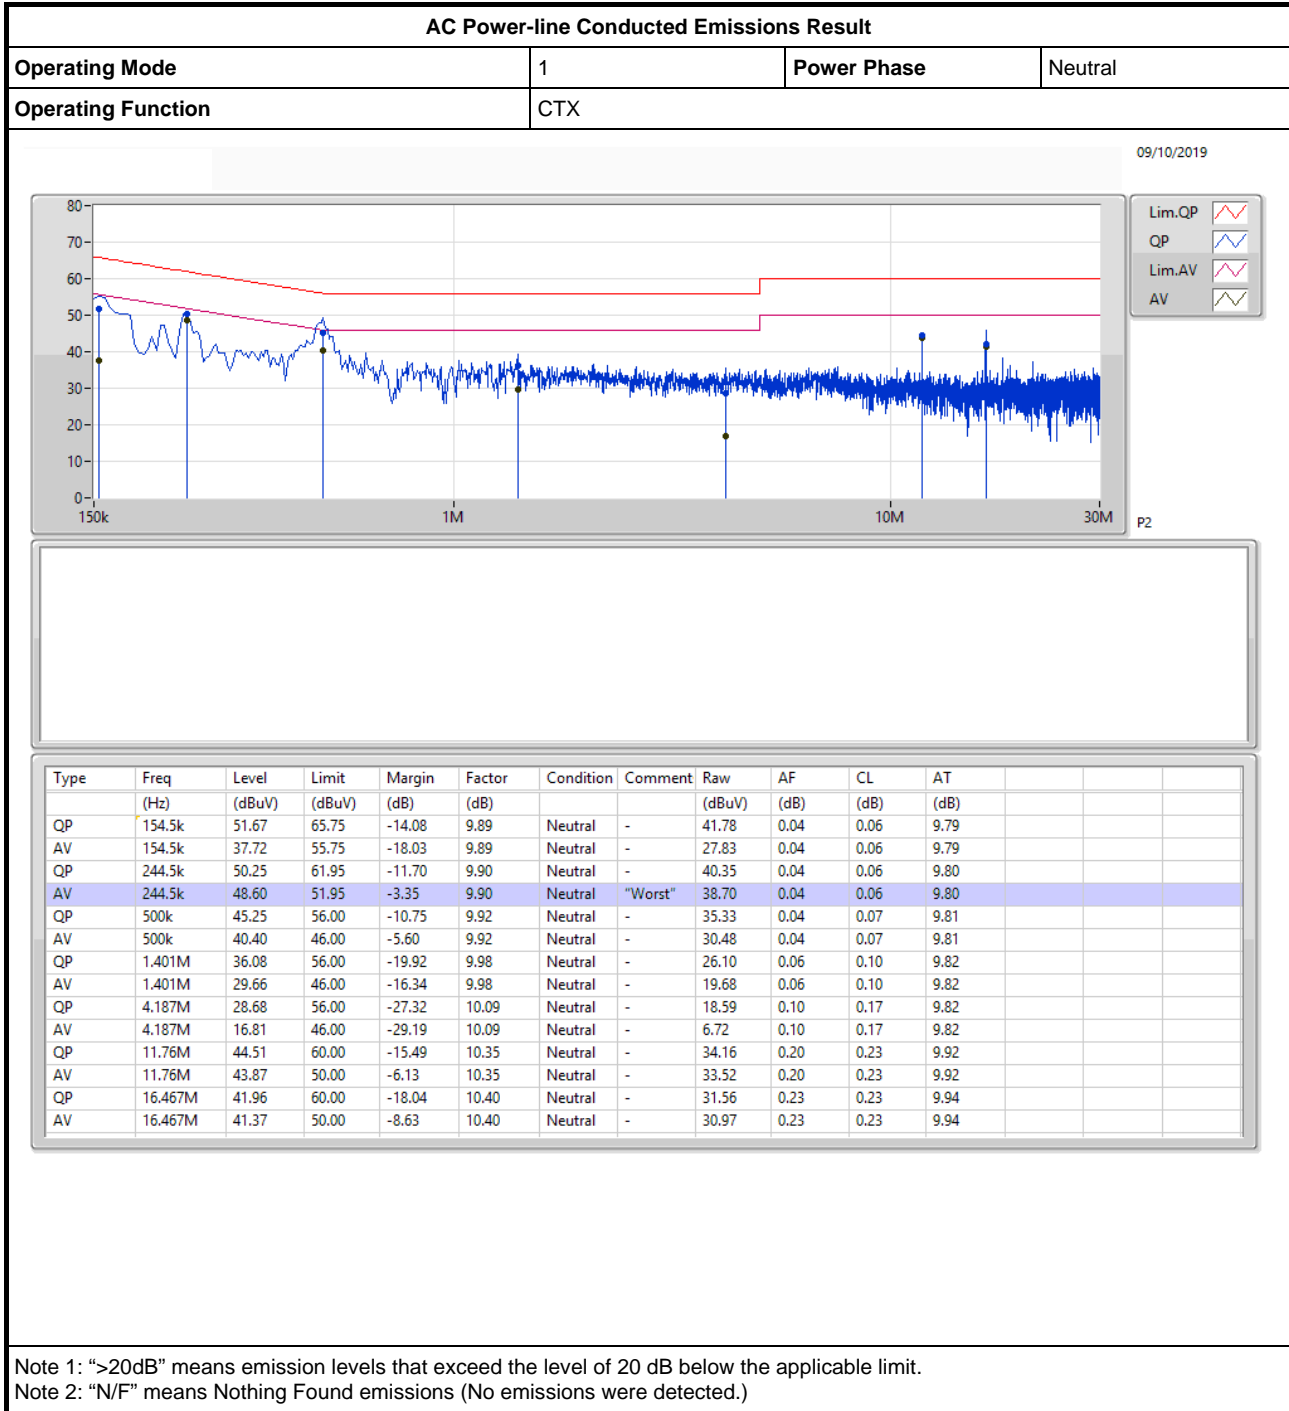 AC Power-line Conducted Emissions Result
Operating Mode 1 Power Phase Neutral
Operating Function CTX
09/10/2019
80
70
60
50
40
30
20
10
0
150k 1M 10M 30M
Lim.QP
QP
Lim.AV
AV
P2
Type Freq Level Limit Margin Factor Condition Comment Raw AF CL AT
(Hz) (dBuV) (dBuV) (dB) (dB) (dBuV) (dB) (dB) (dB)
QP 154.5k 51.67 65.75 -14.08 9.89 Neutral - 41.78 0.04 0.06 9.79
AV 154.5k 37.72 55.75 -18.03 9.89 Neutral - 27.83 0.04 0.06 9.79
QP 244.5k 50.25 61.95 -11.70 9.90 Neutral - 40.35 0.04 0.06 9.80
AV 244.5k 48.60 51.95 -3.35 9.90 Neutral "Worst" 38.70 0.04 0.06 9.80
QP 500k 45.25 56.00 -10.75 9.92 Neutral - 35.33 0.04 0.07 9.81
AV 500k 40.40 46.00 -5.60 9.92 Neutral - 30.48 0.04 0.07 9.81
QP 1.401M 36.08 56.00 -19.92 9.98 Neutral - 26.10 0.06 0.10 9.82
AV 1.401M 29.66 46.00 -16.34 9.98 Neutral - 19.68 0.06 0.10 9.82
QP 4.187M 28.68 56.00 -27.32 10.09 Neutral - 18.59 0.10 0.17 9.82
AV 4.187M 16.81 46.00 -29.19 10.09 Neutral - 6.72 0.10 0.17 9.82
QP 11.76M 44.51 60.00 -15.49 10.35 Neutral - 34.16 0.20 0.23 9.92
AV 11.76M 43.87 50.00 -6.13 10.35 Neutral - 33.52 0.20 0.23 9.92
QP 16.467M 41.96 60.00 -18.04 10.40 Neutral - 31.56 0.23 0.23 9.94
AV 16.467M 41.37 50.00 -8.63 10.40 Neutral - 30.97 0.23 0.23 9.94
Note 1: “>20dB” means emission levels that exceed the level of 20 dB below the applicable limit.
Note 2: “N/F” means Nothing Found emissions (No emissions were detected.)